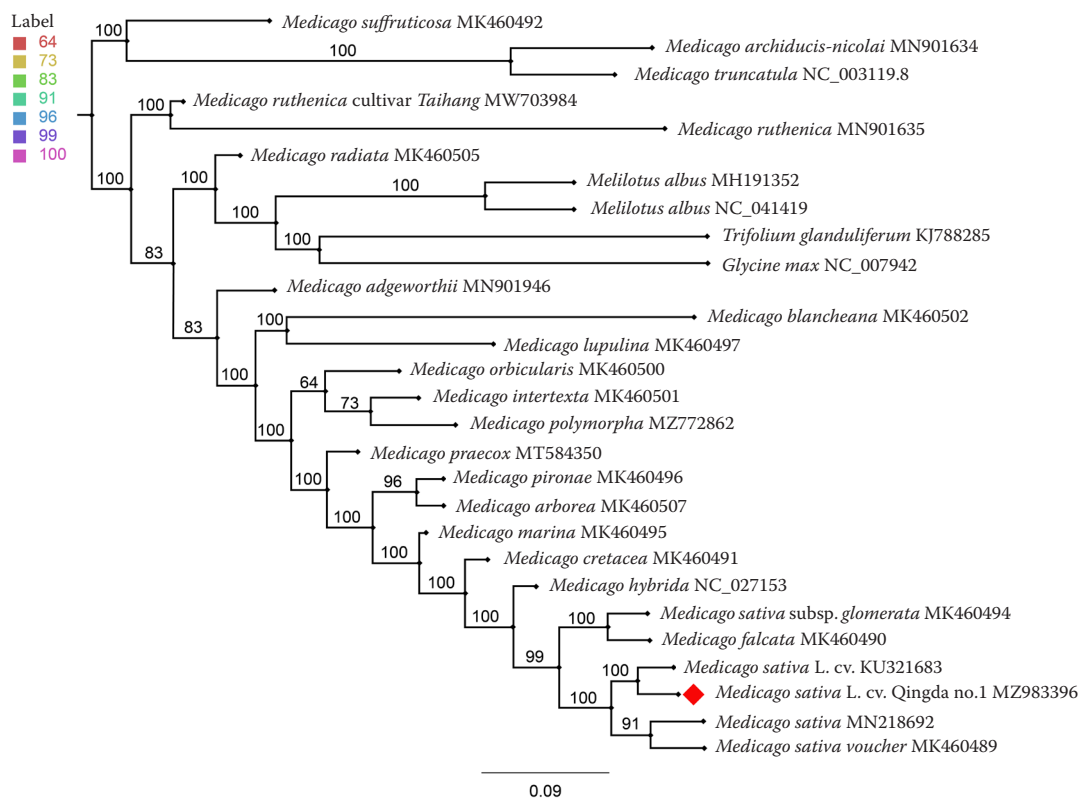 Label
64
73
83
91
96
99
100
100
Medicago suffruticosa MK460492
100
Medicago archiducis-nicolai MN901634
Medicago truncatula NC_003119.8
100
Medicago ruthenica cultivar Taihang MW703984
Medicago ruthenica MN901635
100
Medicago radiata MK460505
100
100
Melilotus albus MH191352
Melilotus albus NC_041419
100
100
Trifolium glanduliferum KJ788285
Glycine max NC_007942
83
Medicago adgeworthii MN901946
83
100
Medicago blancheana MK460502
Medicago lupulina MK460497
100
64
Medicago orbicularis MK460500
73
Medicago intertexta MK460501
Medicago polymorpha MZ772862
100
Medicago praecox MT584350
100
96
Medicago pironae MK460496
Medicago arborea MK460507
100
Medicago marina MK460495
100
Medicago cretacea MK460491
100
Medicago hybrida NC_027153
100
100
Medicago sativa subsp. glomerata MK460494
Medicago falcata MK460490
99
100
Medicago sativa L. cv. KU321683
Medicago sativa L. cv. Qingda no.1 MZ983396
100
91
Medicago sativa MN218692
Medicago sativa voucher MK460489
0.09